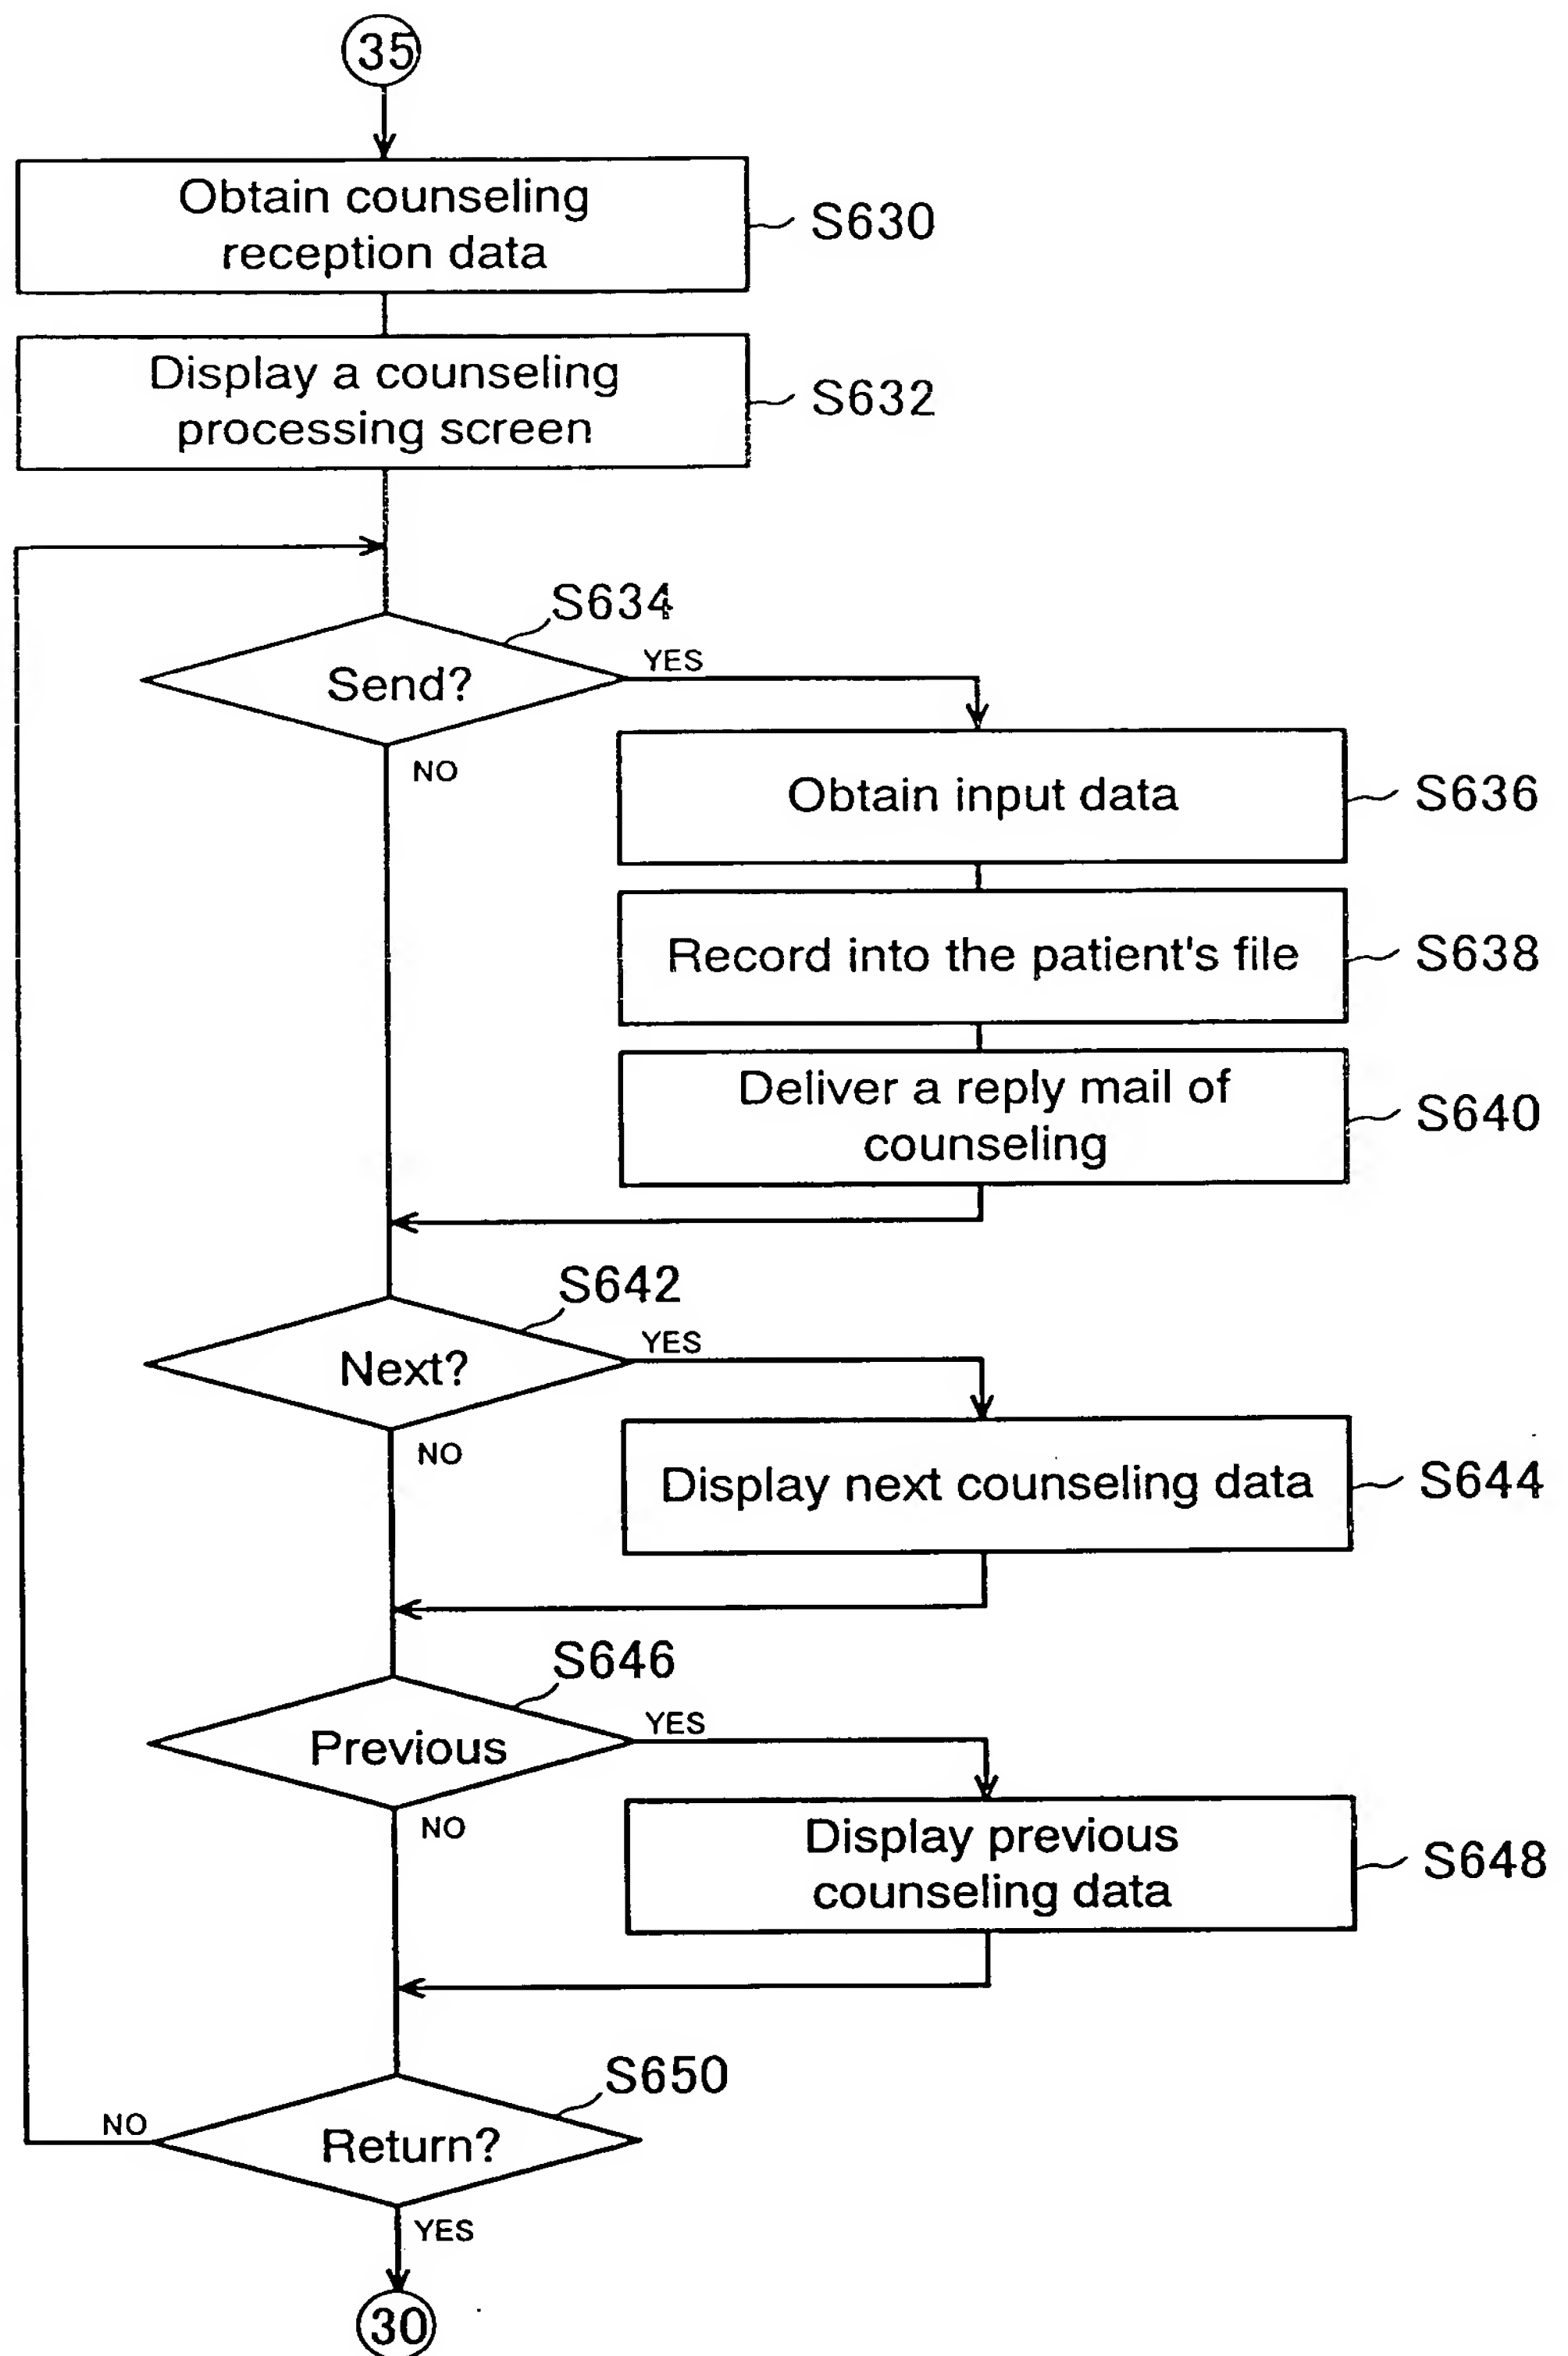 35
Obtain counseling
reception data
S630
Display a counseling
processing screen
S632
S634
Send?
YES
NO
Obtain input data
S636
Record into the patient's file
S638
Deliver a reply mail of
counseling
S640
S642
Next?
YES
NO
Display next counseling data
S644
S646
Previous
YES
NO
Display previous
counseling data
S648
S650
Return?
NO
YES
30